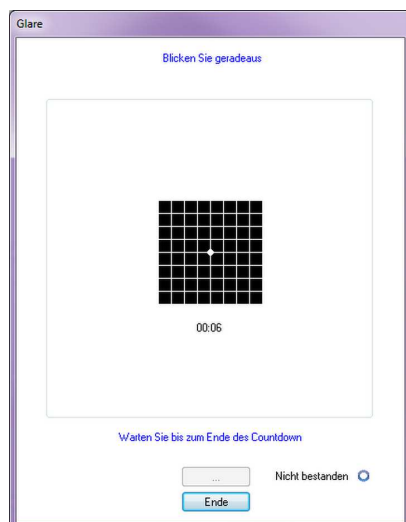 Glare
Blicken Sie geradeaus
00:06
Warten Sie bis zum Ende des Countdown
...
Nicht bestanden
Ende